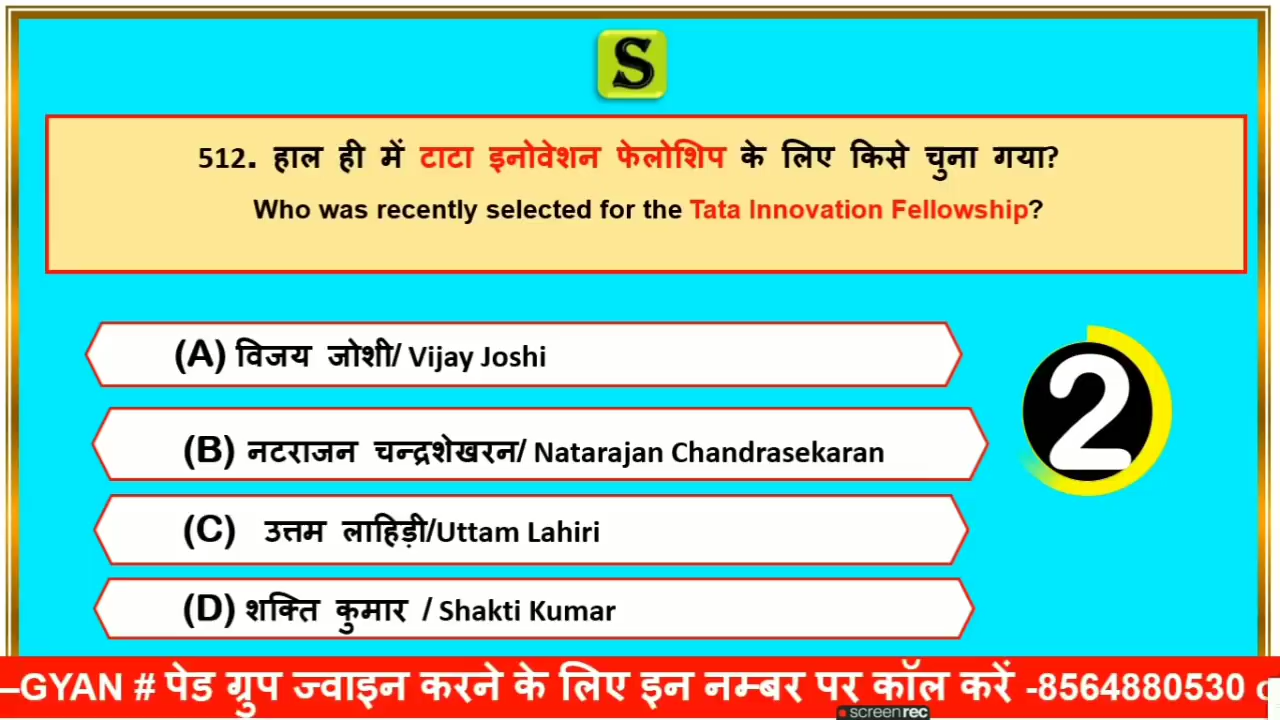 S
512. हाल ही में टाटा इनोवेशन फेलोशिप के लिए किसे चुना गया?
Who was recently selected for the Tata Innovation Fellowship?
(A) विजय जोशी/ Vijay Joshi
(B) नटराजन चन्द्रशेखरन/ Natarajan Chandrasekaran
2
(C) उत्तम लाहिड़ी/Uttam Lahiri
(D) शक्ति कुमार / Shakti Kumar
–GYAN # पेड ग्रुप ज्वाइन करने के लिए इन नम्बर पर कॉल करें -8564880530
screenrec